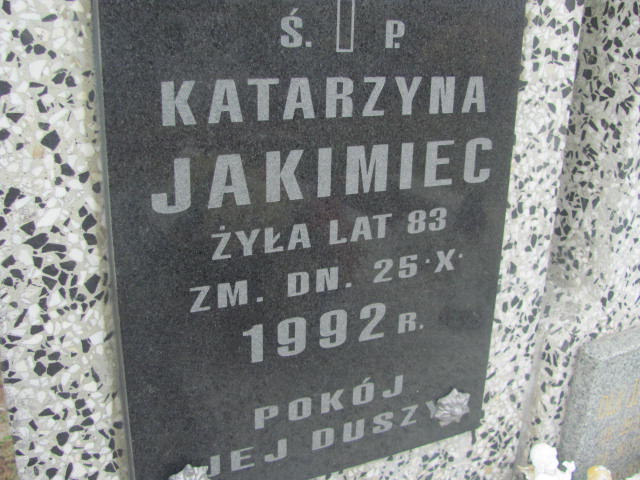 Ś. P.
KATARZYNA
JAKIMIEC
ŻYŁA LAT 83
ZM. DN. 25·X·
1992 R.
POKÓJ
JEJ DUSZY